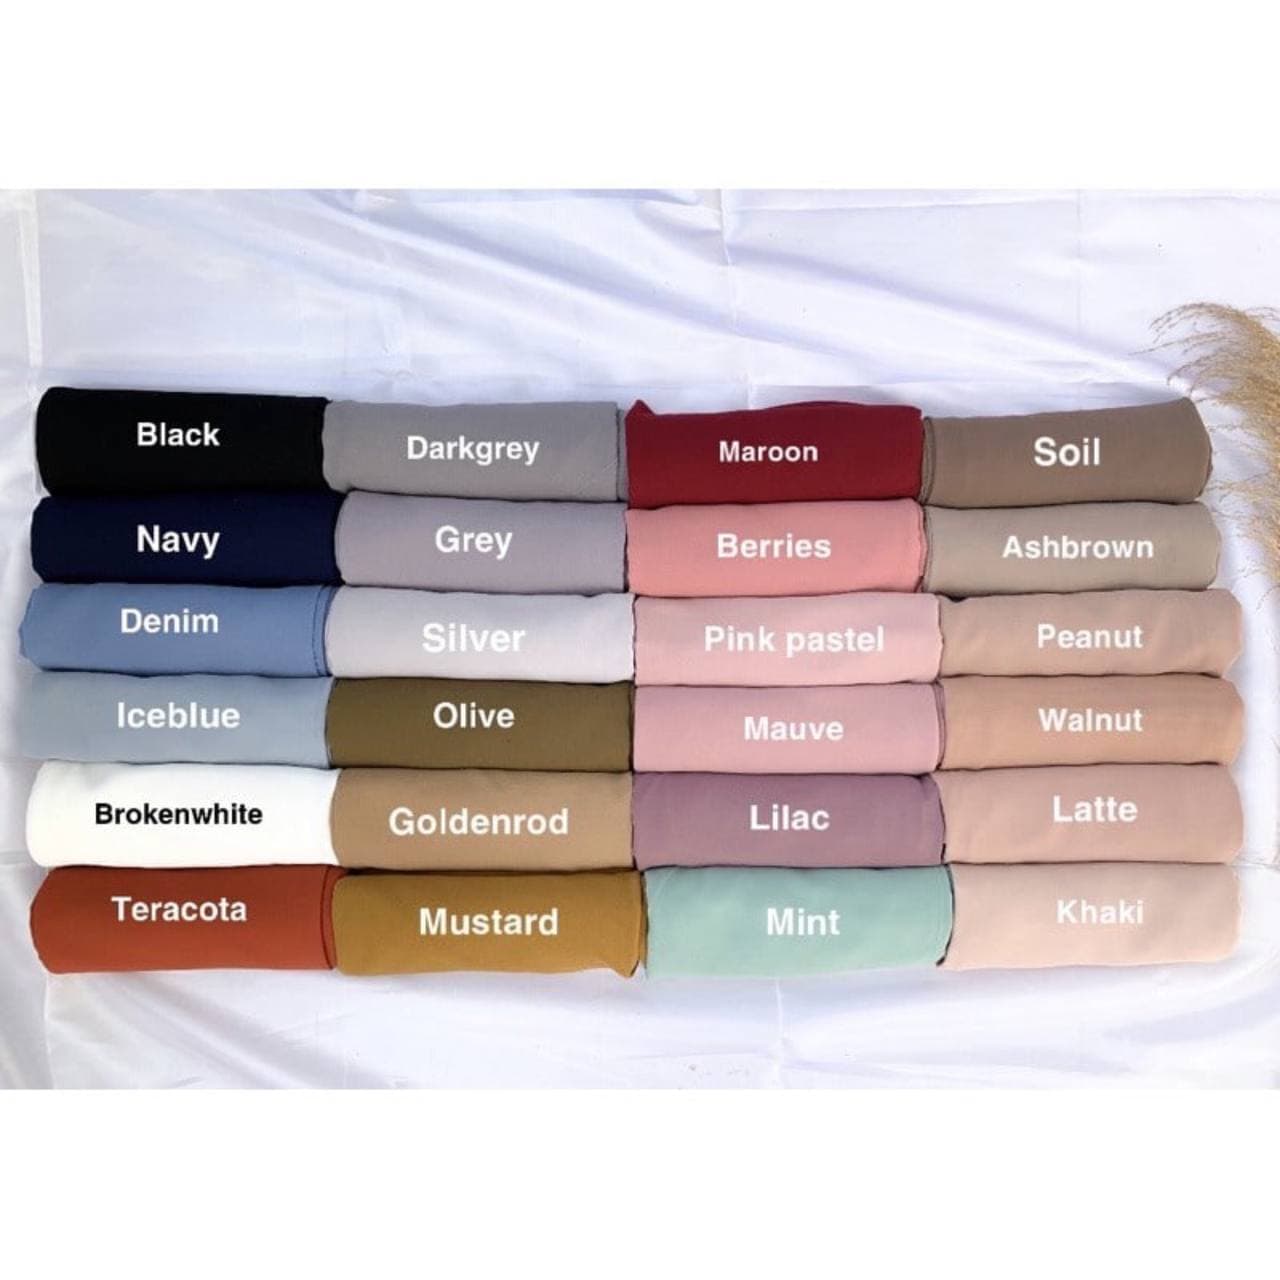 Black
Darkgrey
Maroon
Soil
Navy
Grey
Berries
Ashbrown
Denim
Silver
Pink pastel
Peanut
Iceblue
Olive
Mauve
Walnut
Brokenwhite
Goldenrod
Lilac
Latte
Teracota
Mustard
Mint
Khaki